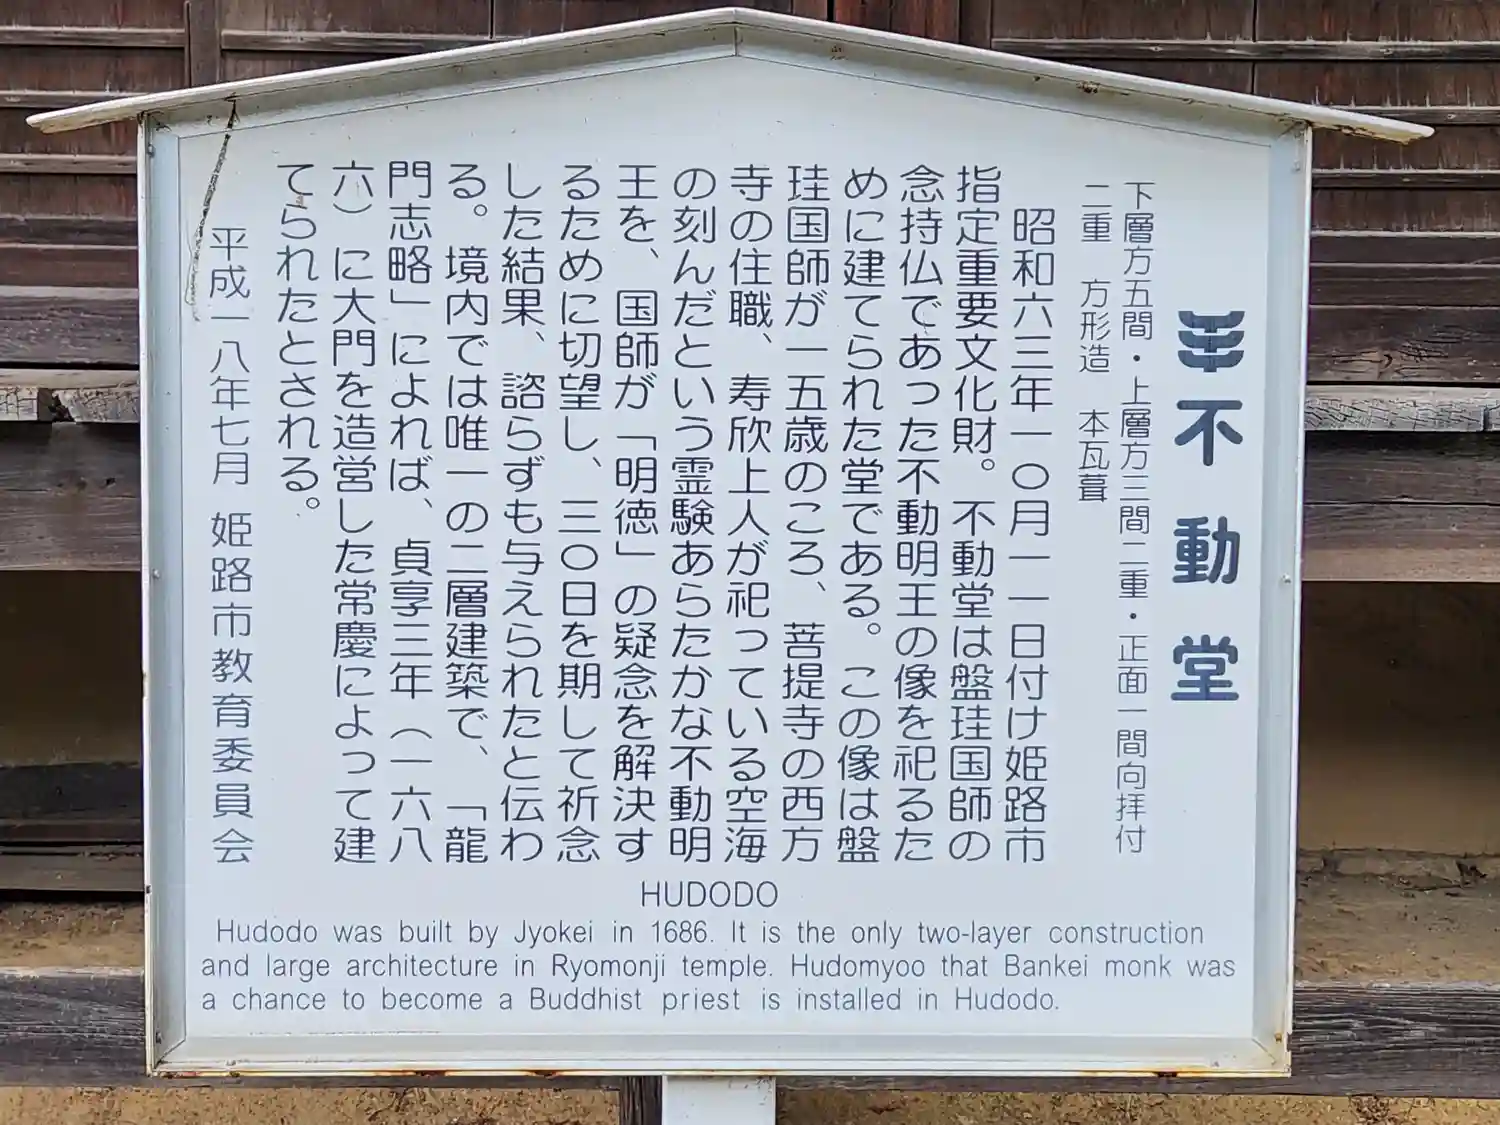 不動堂
下層方五間・上層方三間二重・正面一間向拝付
二重 方形造 本瓦葺
昭和六三年一〇月一一日付け姫路市
指定重要文化財。不動堂は盤珪国師の
念持仏であった不動明王の像を祀るた
めに建てられた堂である。この像は盤
珪国師が一五歳のころ、菩提寺の西方
寺の住職、寿欣上人が祀っている空海
の刻んだという霊験あらたかな不動明
王を、国師が「明徳」の疑念を解決す
るために切望し、三〇日を期して祈念
した結果、諮らずも与えられたと伝わ
る。境内では唯一の二層建築で、「龍
門志略」によれば、貞享三年（一六八
六）に大門を造営した常慶によって建
てられたとされる。
平成一八年七月 姫路市教育委員会
HUDODO
Hudodo was built by Jyokei in 1686. It is the only two-layer construction
and large architecture in Ryomonji temple. Hudomyoo that Bankei monk was
a chance to become a Buddhist priest is installed in Hudodo.